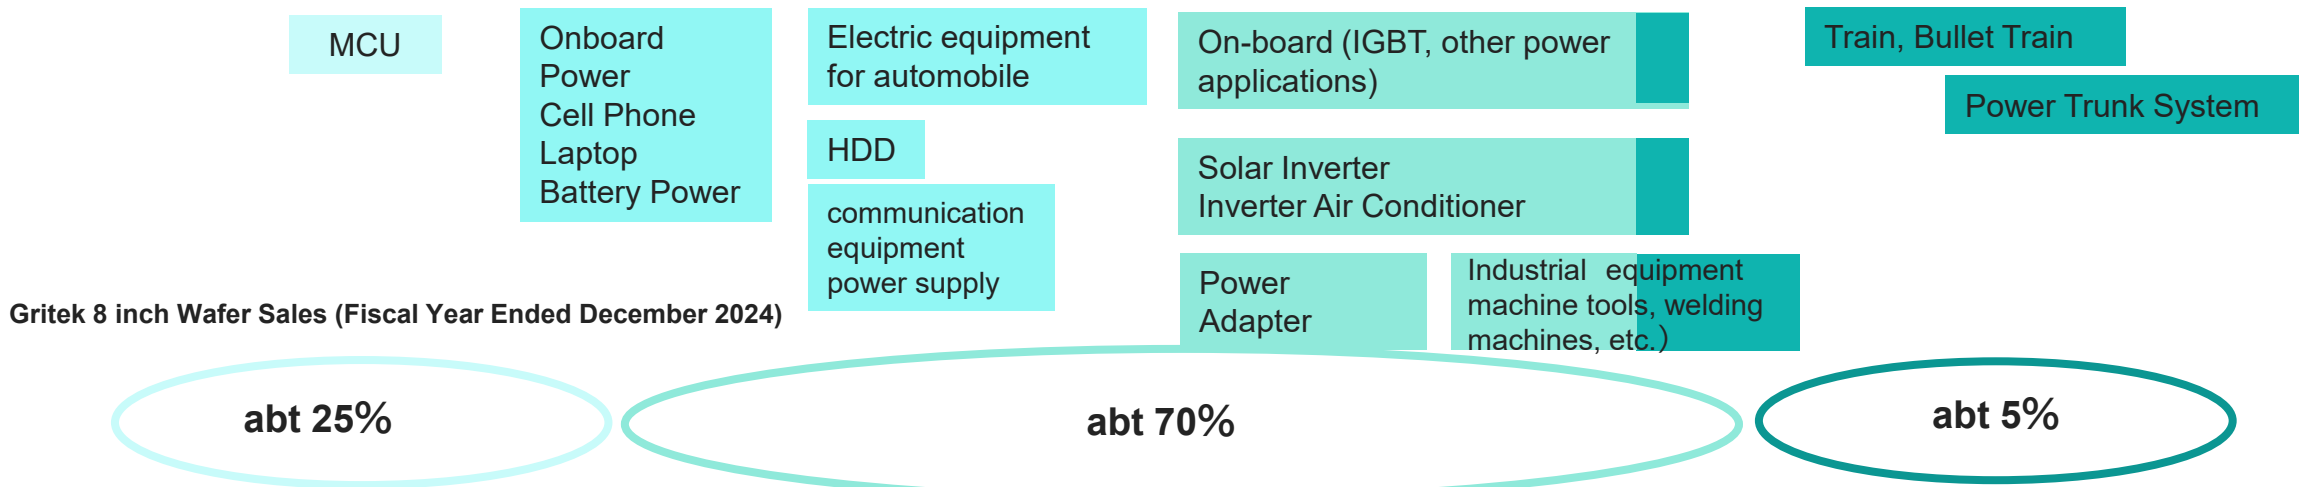 MCU
Onboard
Power
Cell Phone
Laptop
Battery Power
Electric equipment
for automobile
HDD
communication
equipment
power supply
On-board (IGBT, other power
applications)
Solar Inverter
Inverter Air Conditioner
Power
Adapter
Industrial equipment
machine tools, welding
machines, etc.）
Train, Bullet Train
Power Trunk System
Gritek 8 inch Wafer Sales (Fiscal Year Ended December 2024)
abt 25%
abt 70%
abt 5%